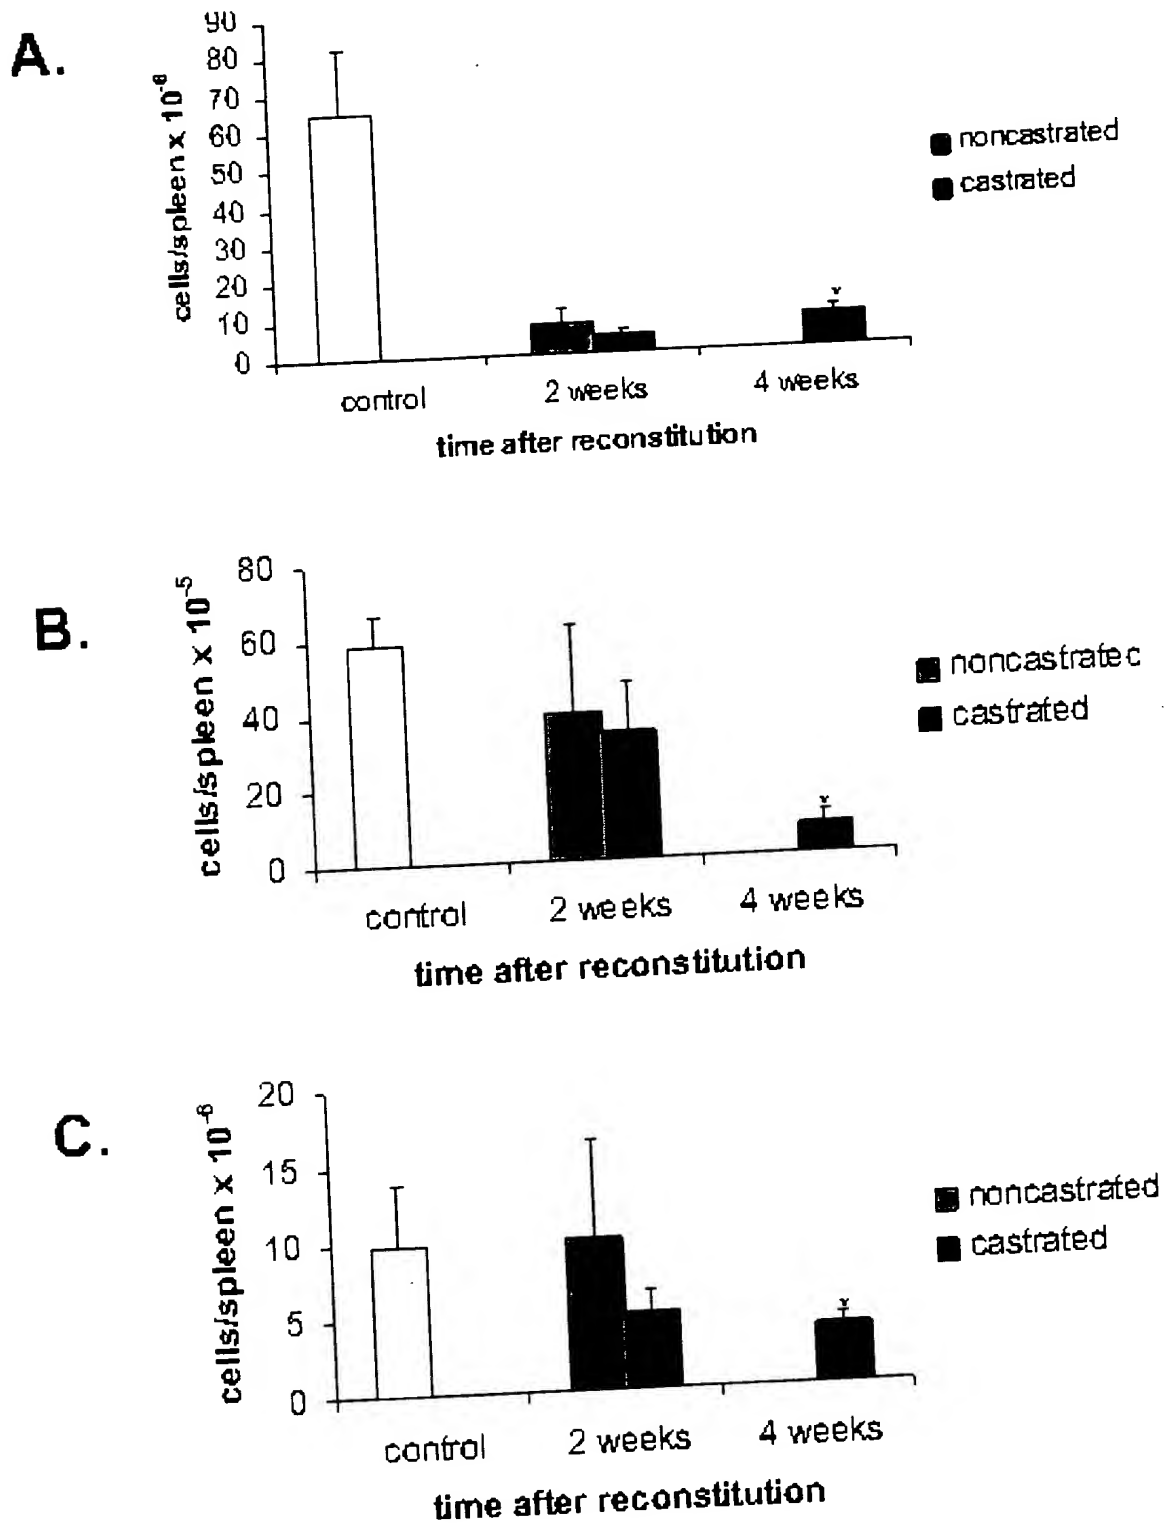 A.
cells/spleen x 10⁻⁶
90
80
70
60
50
40
30
20
10
0
control
2 weeks
4 weeks
time after reconstitution
noncastrated
castrated
*
B.
cells/spleen x 10⁻⁵
80
60
40
20
0
control
2 weeks
4 weeks
time after reconstitution
noncastrated
castrated
*
C.
cells/spleen x 10⁻⁶
20
15
10
5
0
control
2 weeks
4 weeks
time after reconstitution
noncastrated
castrated
*